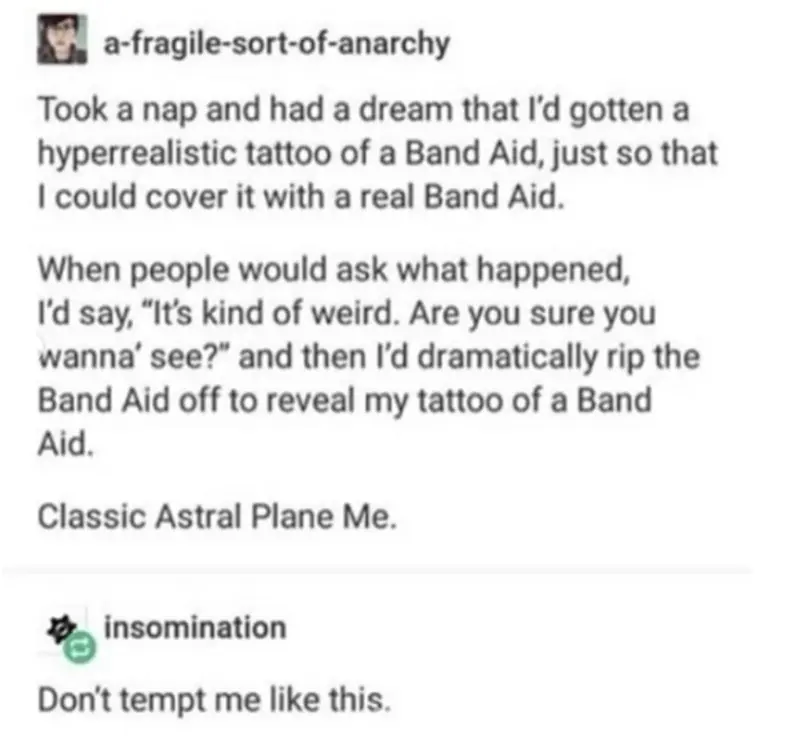 a-fragile-sort-of-anarchy
Took a nap and had a dream that I'd gotten a
hyperrealistic tattoo of a Band Aid, just so that
I could cover it with a real Band Aid.
When people would ask what happened,
I'd say, “It's kind of weird. Are you sure you
wanna’ see?” and then I'd dramatically rip the
Band Aid off to reveal my tattoo of a Band
Aid.
Classic Astral Plane Me.
insomination
Don't tempt me like this.